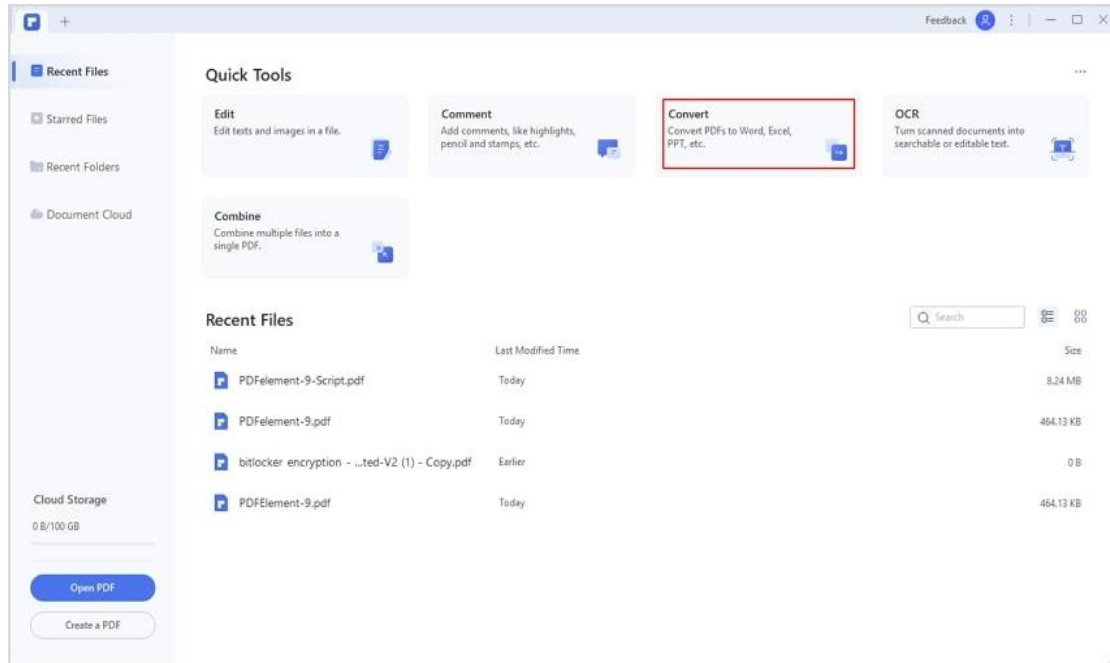 Feedback
Recent Files
Starred Files
Recent Folders
Document Cloud
Quick Tools
Edit
Edit texts and images in a file.
Comment
Add comments, like highlights,
pencil and stamps, etc.
Convert
Convert PDFs to Word, Excel,
PPT, etc.
OCR
Turn scanned documents into
searchable or editable text.
Combine
Combine multiple files into a
single PDF.
Recent Files
Search
Name Last Modified Time Size
PDFelement-9-Script.pdf Today 8.24 MB
PDFelement-9.pdf Today 464.13 KB
bitlocker encryption - ...ted-V2 (1) - Copy.pdf Earlier 0 B
PDFElement-9.pdf Today 464.13 KB
Cloud Storage
0 B/100 GB
Open PDF
Create a PDF